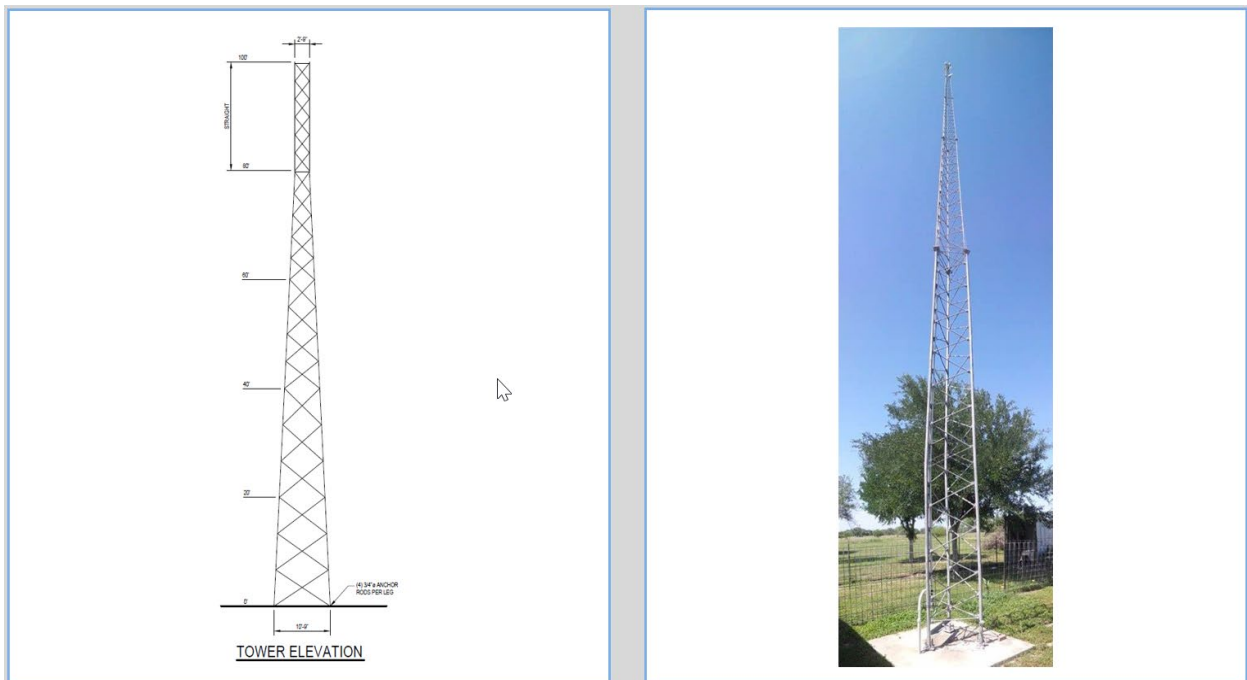 2'-9"
100'
STRAIGHT
80'
60'
40'
20'
(4) 3/4"ø ANCHOR
RODS PER LEG
0'
10'-9"
TOWER ELEVATION